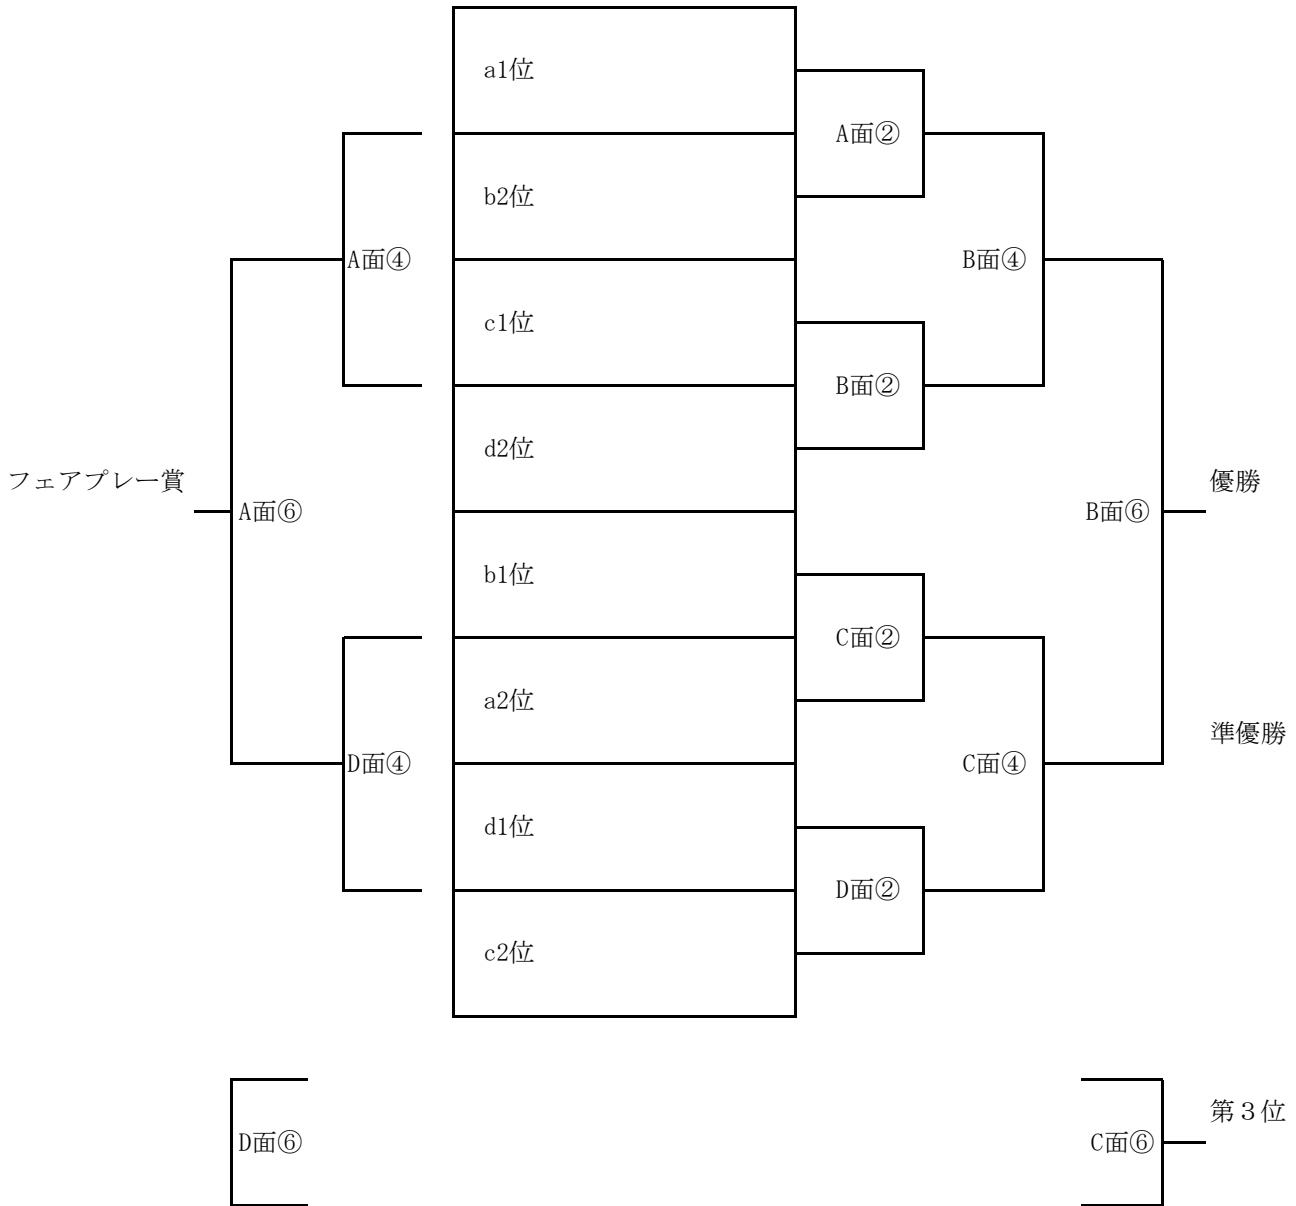 a1位
A面②
b2位
A面④
B面④
c1位
B面②
d2位
フェアプレー賞
優勝
A面⑥
B面⑥
b1位
C面②
a2位
準優勝
D面④
C面④
d1位
D面②
c2位
第３位
D面⑥
C面⑥